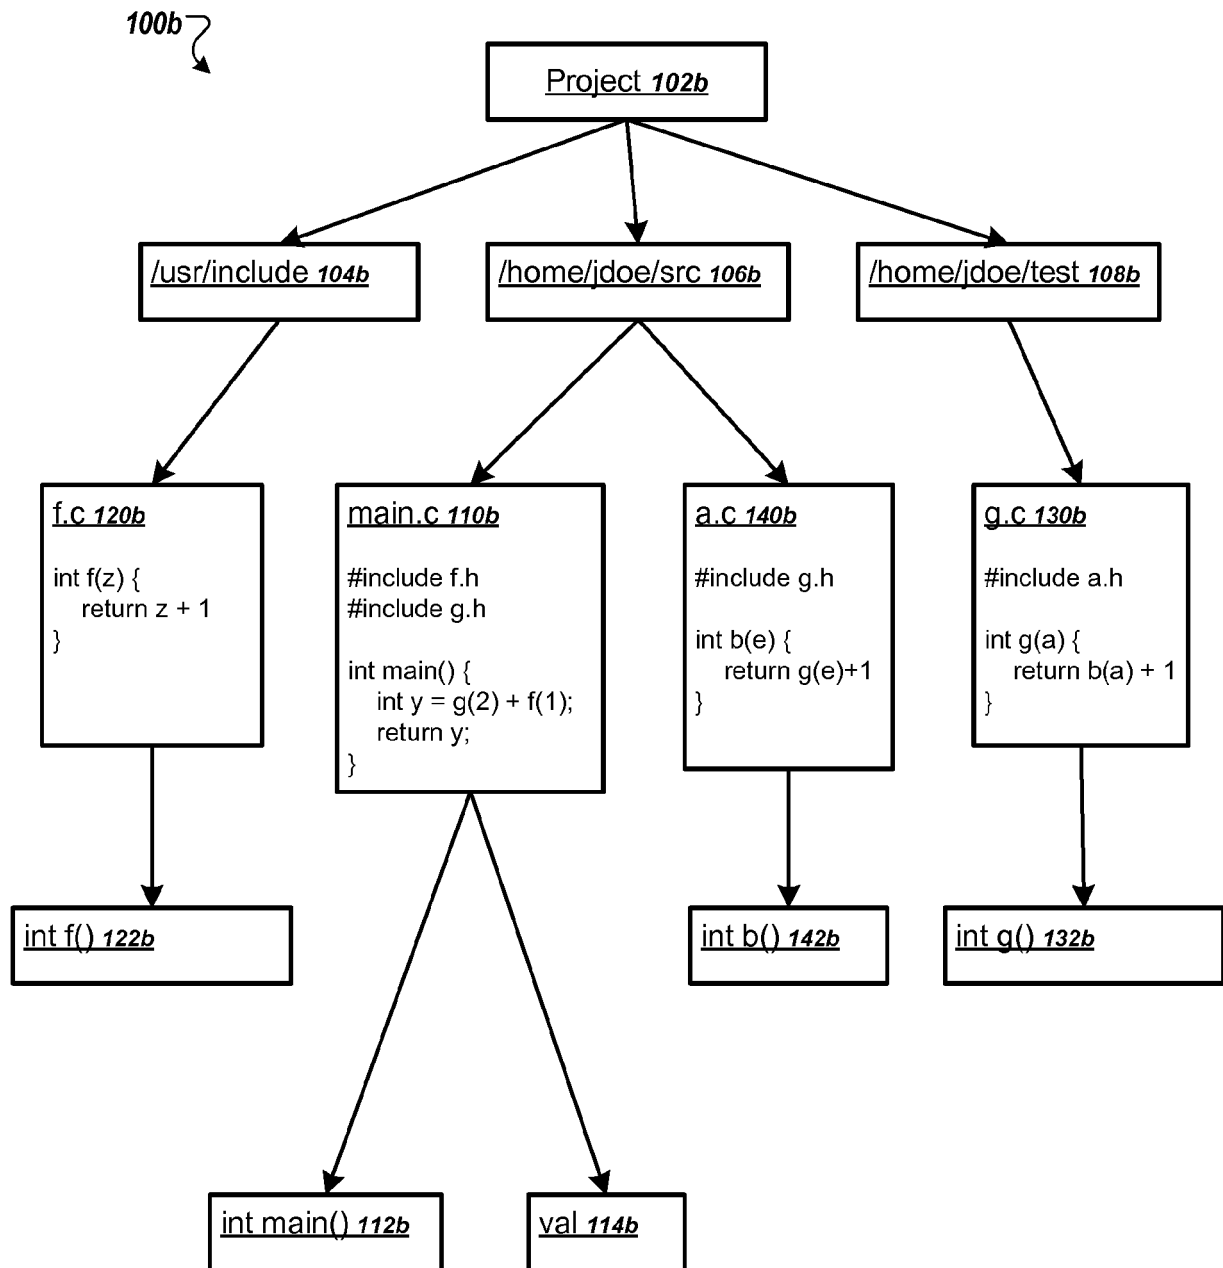 100b
Project 102b
/usr/include 104b
/home/jdoe/src 106b
/home/jdoe/test 108b
f.c 120b
int f(z) {
return z + 1
}
main.c 110b
#include f.h
#include g.h
int main() {
int y = g(2) + f(1);
return y;
}
a.c 140b
#include g.h
int b(e) {
return g(e)+1
}
g.c 130b
#include a.h
int g(a) {
return b(a) + 1
}
int f() 122b
int b() 142b
int g() 132b
int main() 112b
val 114b